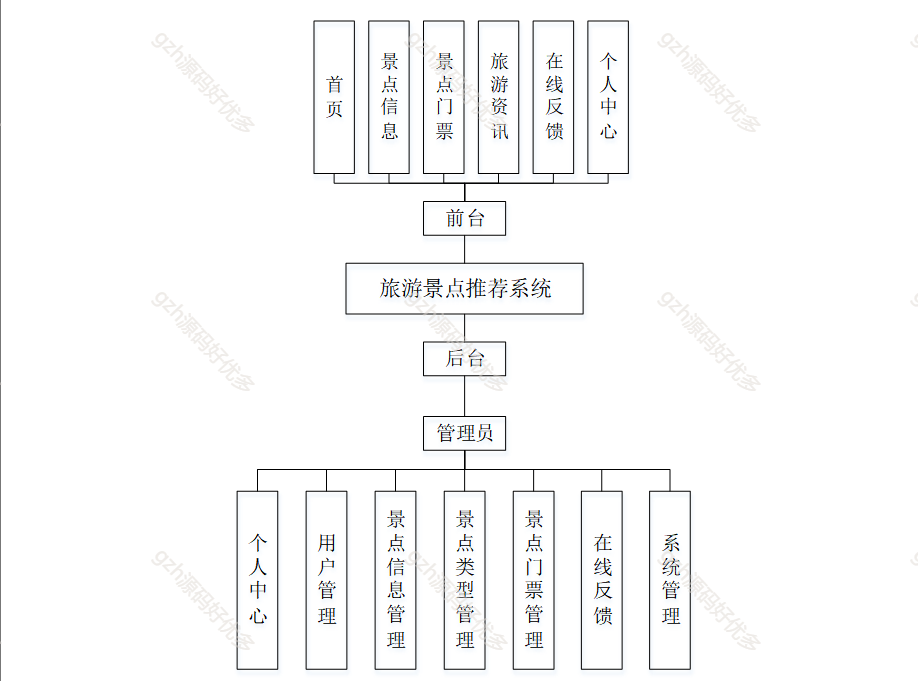 首页
景点信息
景点门票
旅游资讯
在线反馈
个人中心
前台
旅游景点推荐系统
后台
管理员
个人中心
用户管理
景点信息管理
景点类型管理
景点门票管理
在线反馈
系统管理
gzh源码好优多
gzh源码好优多
gzh源码好优多
gzh源码好优多
gzh源码好优多
gzh源码好优多
gzh源码好优多
gzh源码好优多
gzh源码好优多